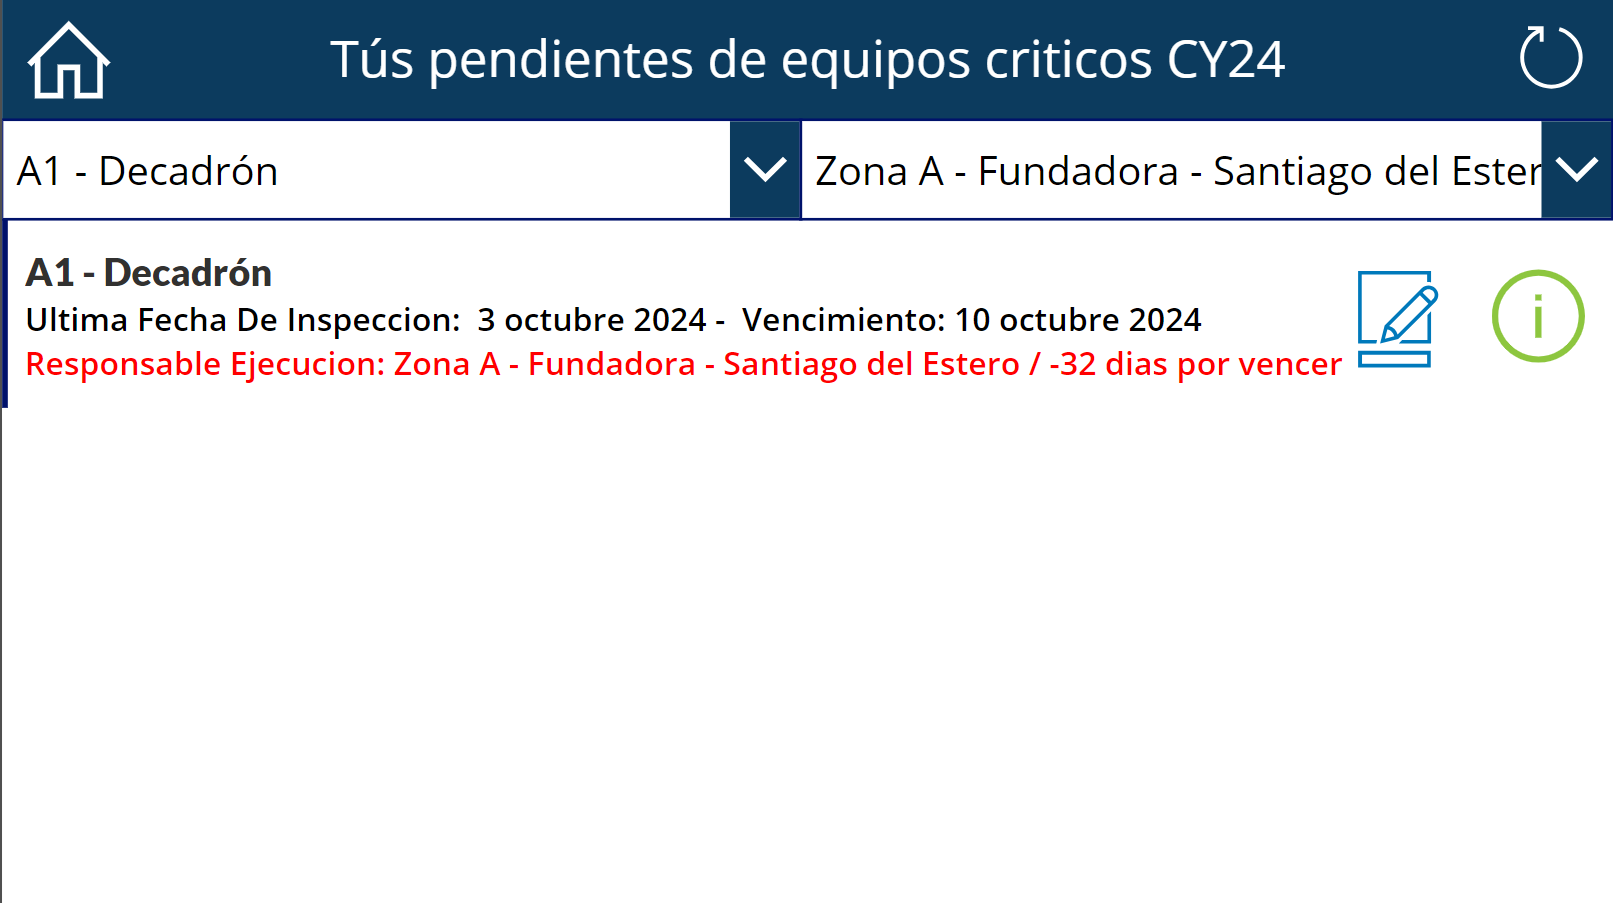 Tús pendientes de equipos criticos CY24
A1 - Decadrón
Zona A - Fundadora - Santiago del Ester
A1 - Decadrón
Ultima Fecha De Inspeccion:  3 octubre 2024 -  Vencimiento: 10 octubre 2024
Responsable Ejecucion: Zona A - Fundadora - Santiago del Estero / -32 dias por vencer